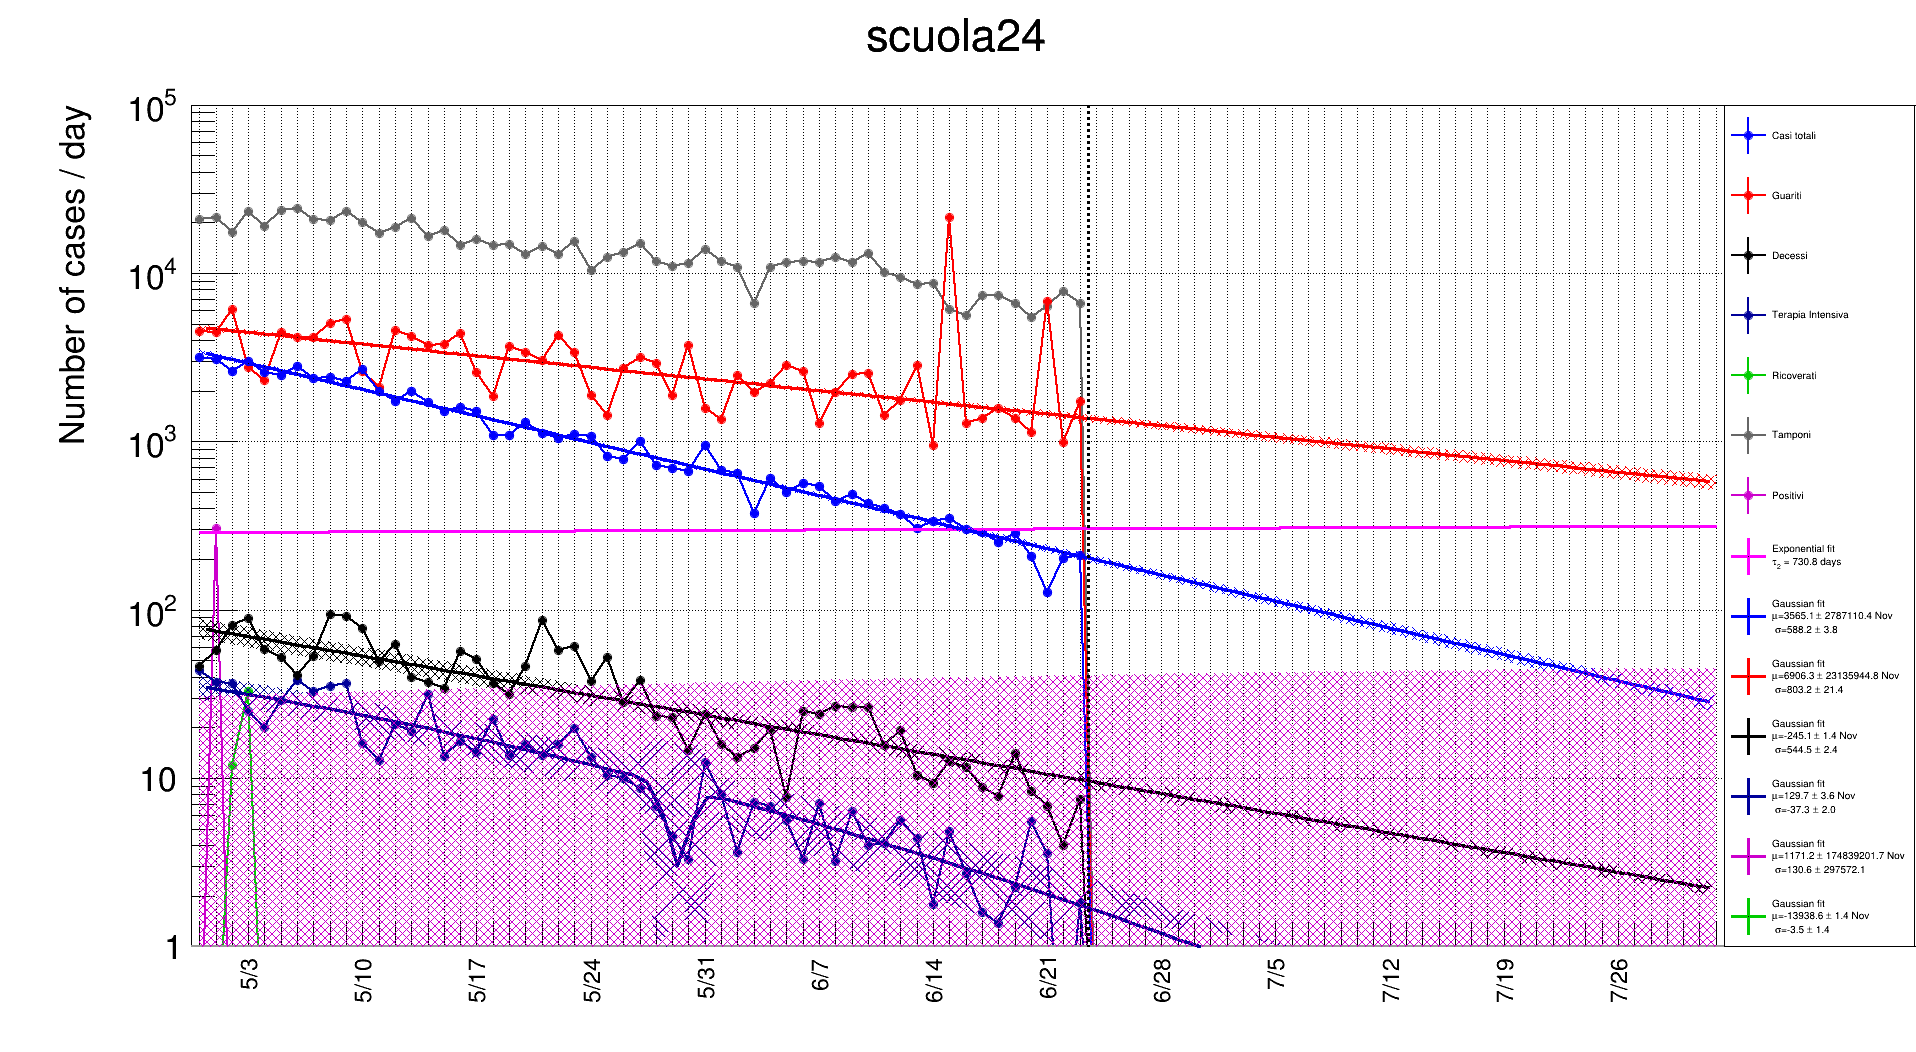 scuola24
Number of cases / day
10^5
10^4
10^3
10^2
10
1
5/3
5/10
5/17
5/24
5/31
6/7
6/14
6/21
6/28
7/5
7/12
7/19
7/26
Casi totali
Guariti
Decessi
Terapia Intensiva
Ricoverati
Tamponi
Positivi
Exponential fit
τ₂ = 730.8 days
Gaussian fit
μ=3565.1 ± 2787110.4 Nov
σ=588.2 ± 3.8
Gaussian fit
μ=6906.3 ± 23135944.8 Nov
σ=803.2 ± 21.4
Gaussian fit
μ=-245.1 ± 1.4 Nov
σ=544.5 ± 2.4
Gaussian fit
μ=129.7 ± 3.6 Nov
σ=-37.3 ± 2.0
Gaussian fit
μ=1171.2 ± 174839201.7 Nov
σ=130.6 ± 297572.1
Gaussian fit
μ=-13938.6 ± 1.4 Nov
σ=-3.5 ± 1.4